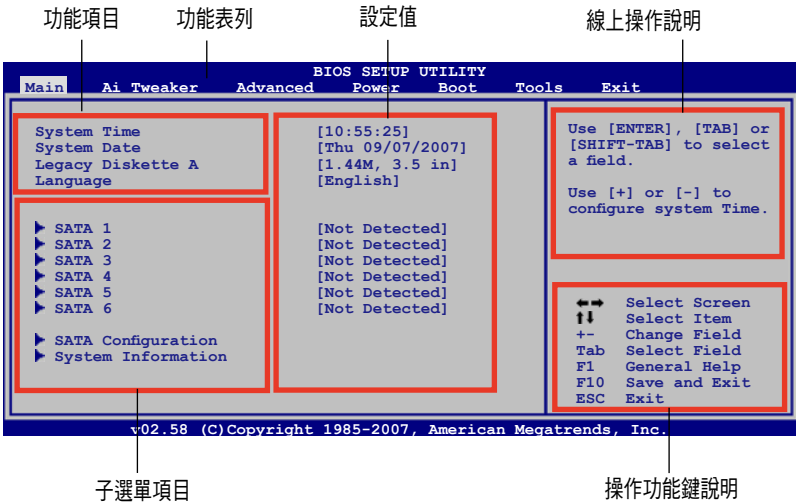 功能項目 功能表列 設定值 線上操作說明
BIOS SETUP UTILITY
Main Ai Tweaker Advanced Power Boot Tools Exit
System Time [10:55:25]
System Date [Thu 09/07/2007]
Legacy Diskette A [1.44M, 3.5 in]
Language [English]
SATA 1 [Not Detected]
SATA 2 [Not Detected]
SATA 3 [Not Detected]
SATA 4 [Not Detected]
SATA 5 [Not Detected]
SATA 6 [Not Detected]
SATA Configuration
System Information
Use [ENTER], [TAB] or
[SHIFT-TAB] to select
a field.
Use [+] or [-] to
configure system Time.
←→ Select Screen
↑↓ Select Item
+- Change Field
Tab Select Field
F1 General Help
F10 Save and Exit
ESC Exit
v02.58 (C)Copyright 1985-2007, American Megatrends, Inc.
子選單項目 操作功能鍵說明